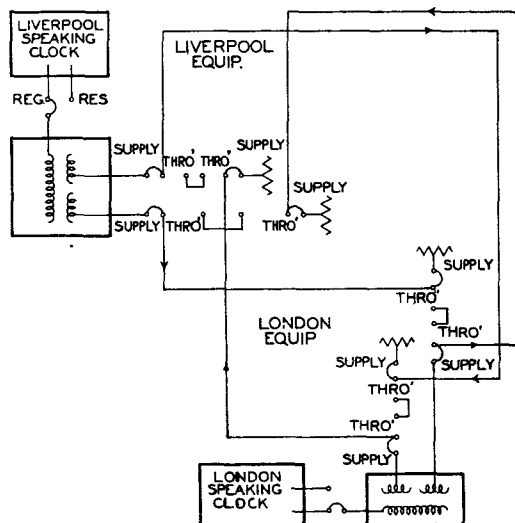 LIVERPOOL
SPEAKING
CLOCK
LIVERPOOL
EQUIP.
REG.
RES
SUPPLY
THRO'
THRO'
SUPPLY
SUPPLY
SUPPLY
THRO'
THRO'
SUPPLY
THRO'
LONDON
EQUIP
THRO'
SUPPLY
SUPPLY
THRO'
THRO'
SUPPLY
LONDON
SPEAKING
CLOCK